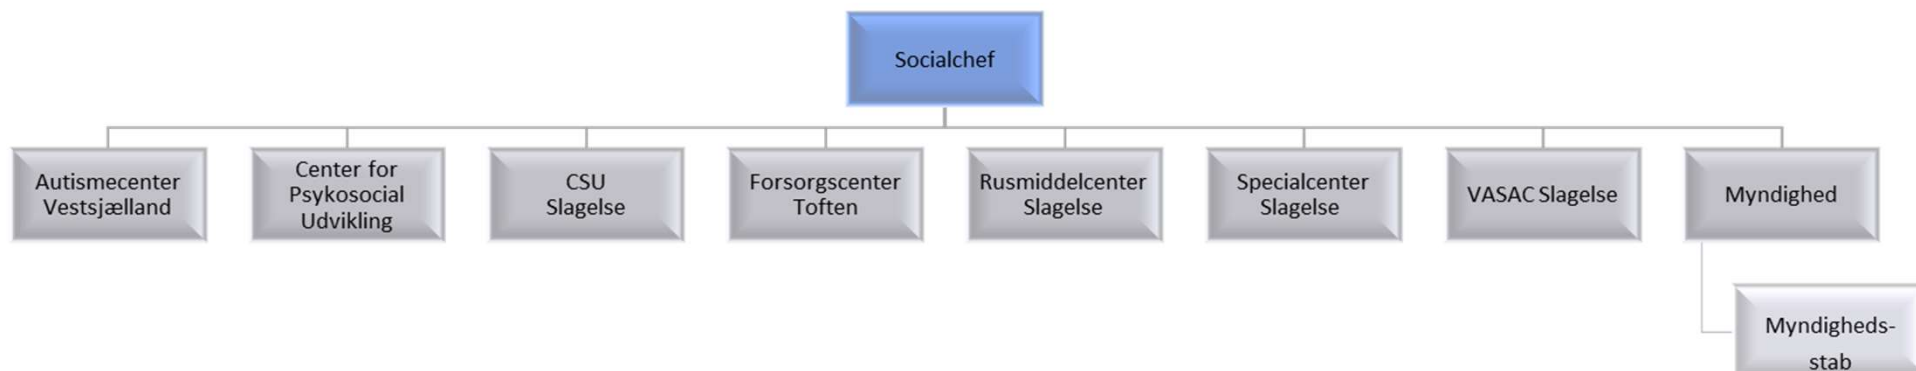 Socialchef
Autismecenter
Vestsjælland
Center for
Psykosocial
Udvikling
CSU
Slagelse
Forsorgscenter
Toften
Rusmiddelcenter
Slagelse
Specialcenter
Slagelse
VASAC Slagelse
Myndighed
Myndigheds-
stab